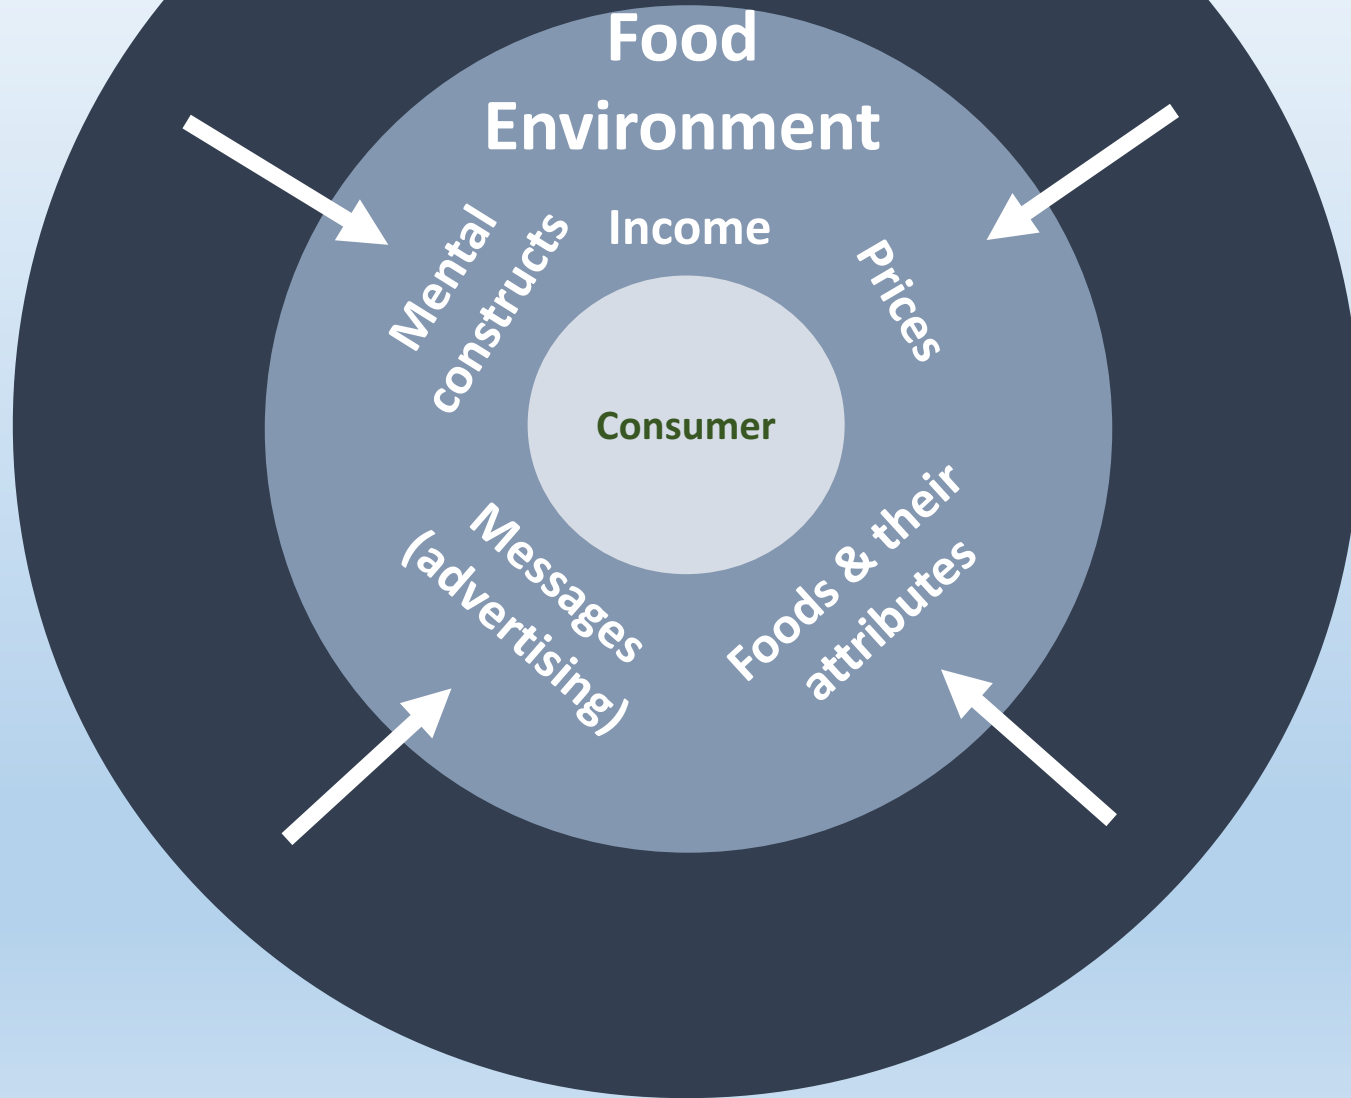 Food
Environment
Income
Mental
constructs
Prices
Consumer
Messages
(advertising)
Foods & their
attributes